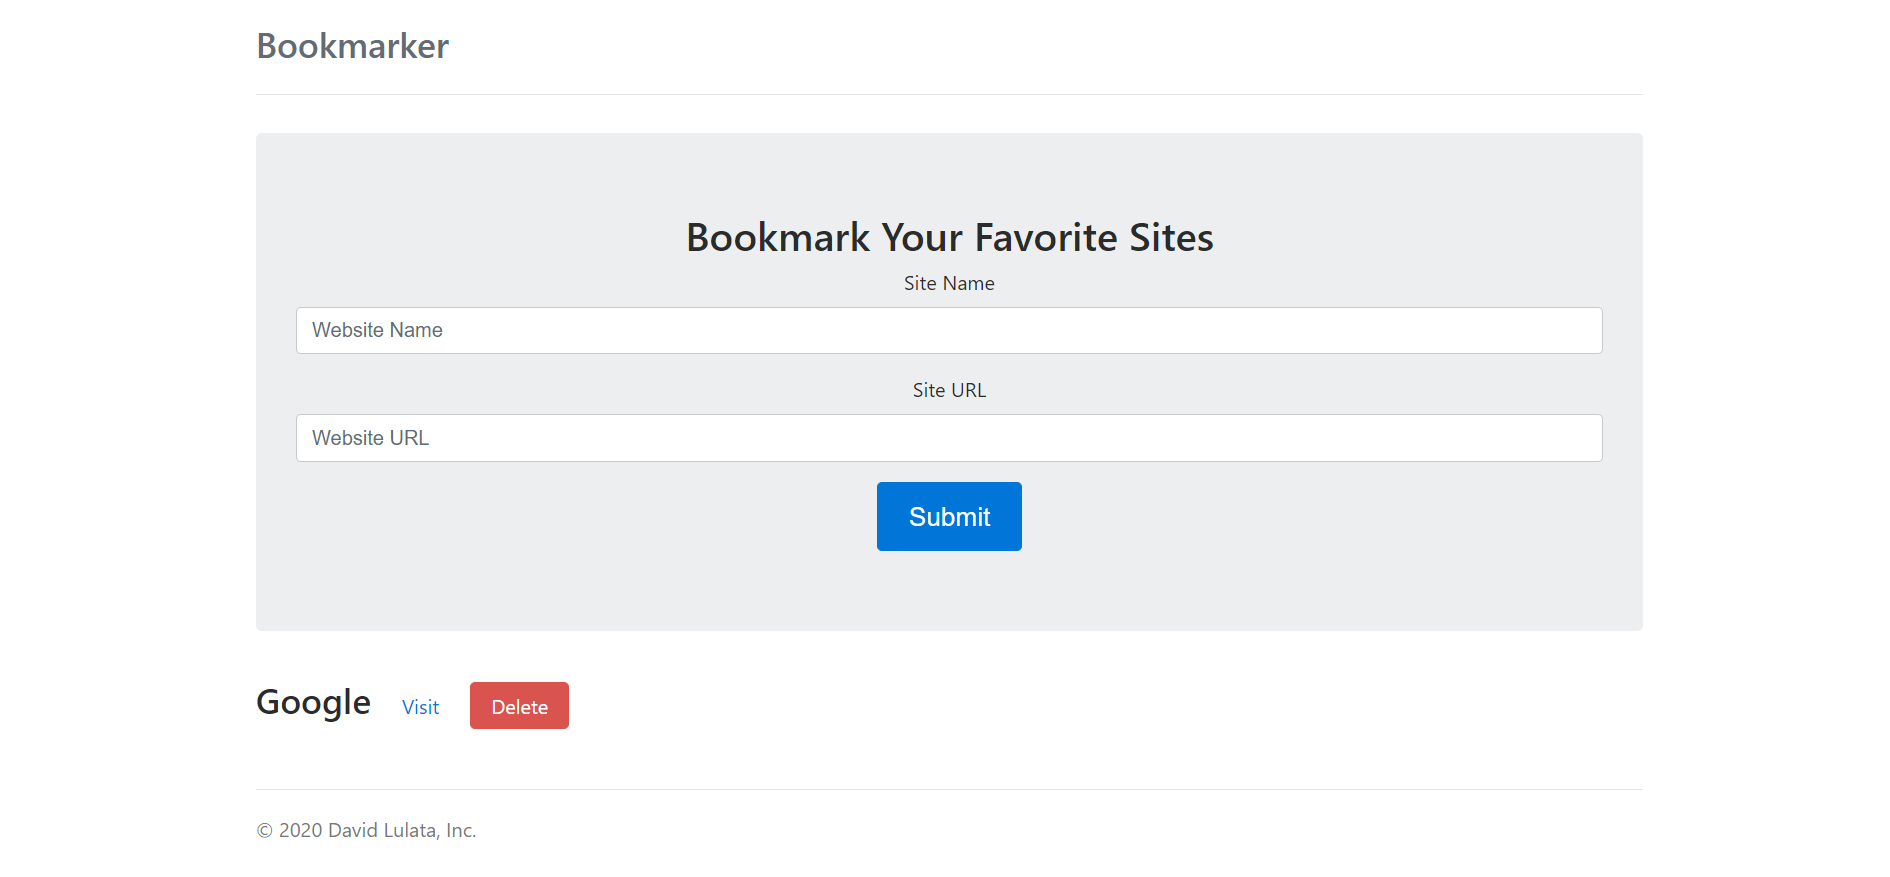 Bookmarker
Bookmark Your Favorite Sites
Site Name
Website Name
Site URL
Website URL
Submit
Google Visit Delete
© 2020 David Lulata, Inc.